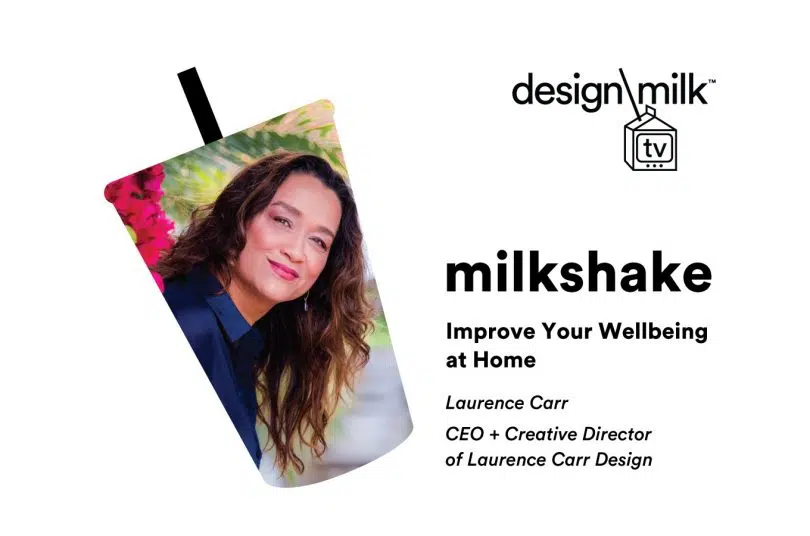 design milk™
tv
milkshake
Improve Your Wellbeing
at Home
Laurence Carr
CEO + Creative Director
of Laurence Carr Design